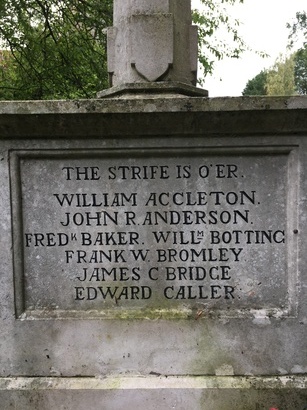 THE STRIFE IS O'ER.
WILLIAM ACCLETON.
JOHN R. ANDERSON.
FREDᴷ BAKER. WILLᴹ BOTTING
FRANK W. BROMLEY
JAMES C BRIDGE
EDWARD CALLER.